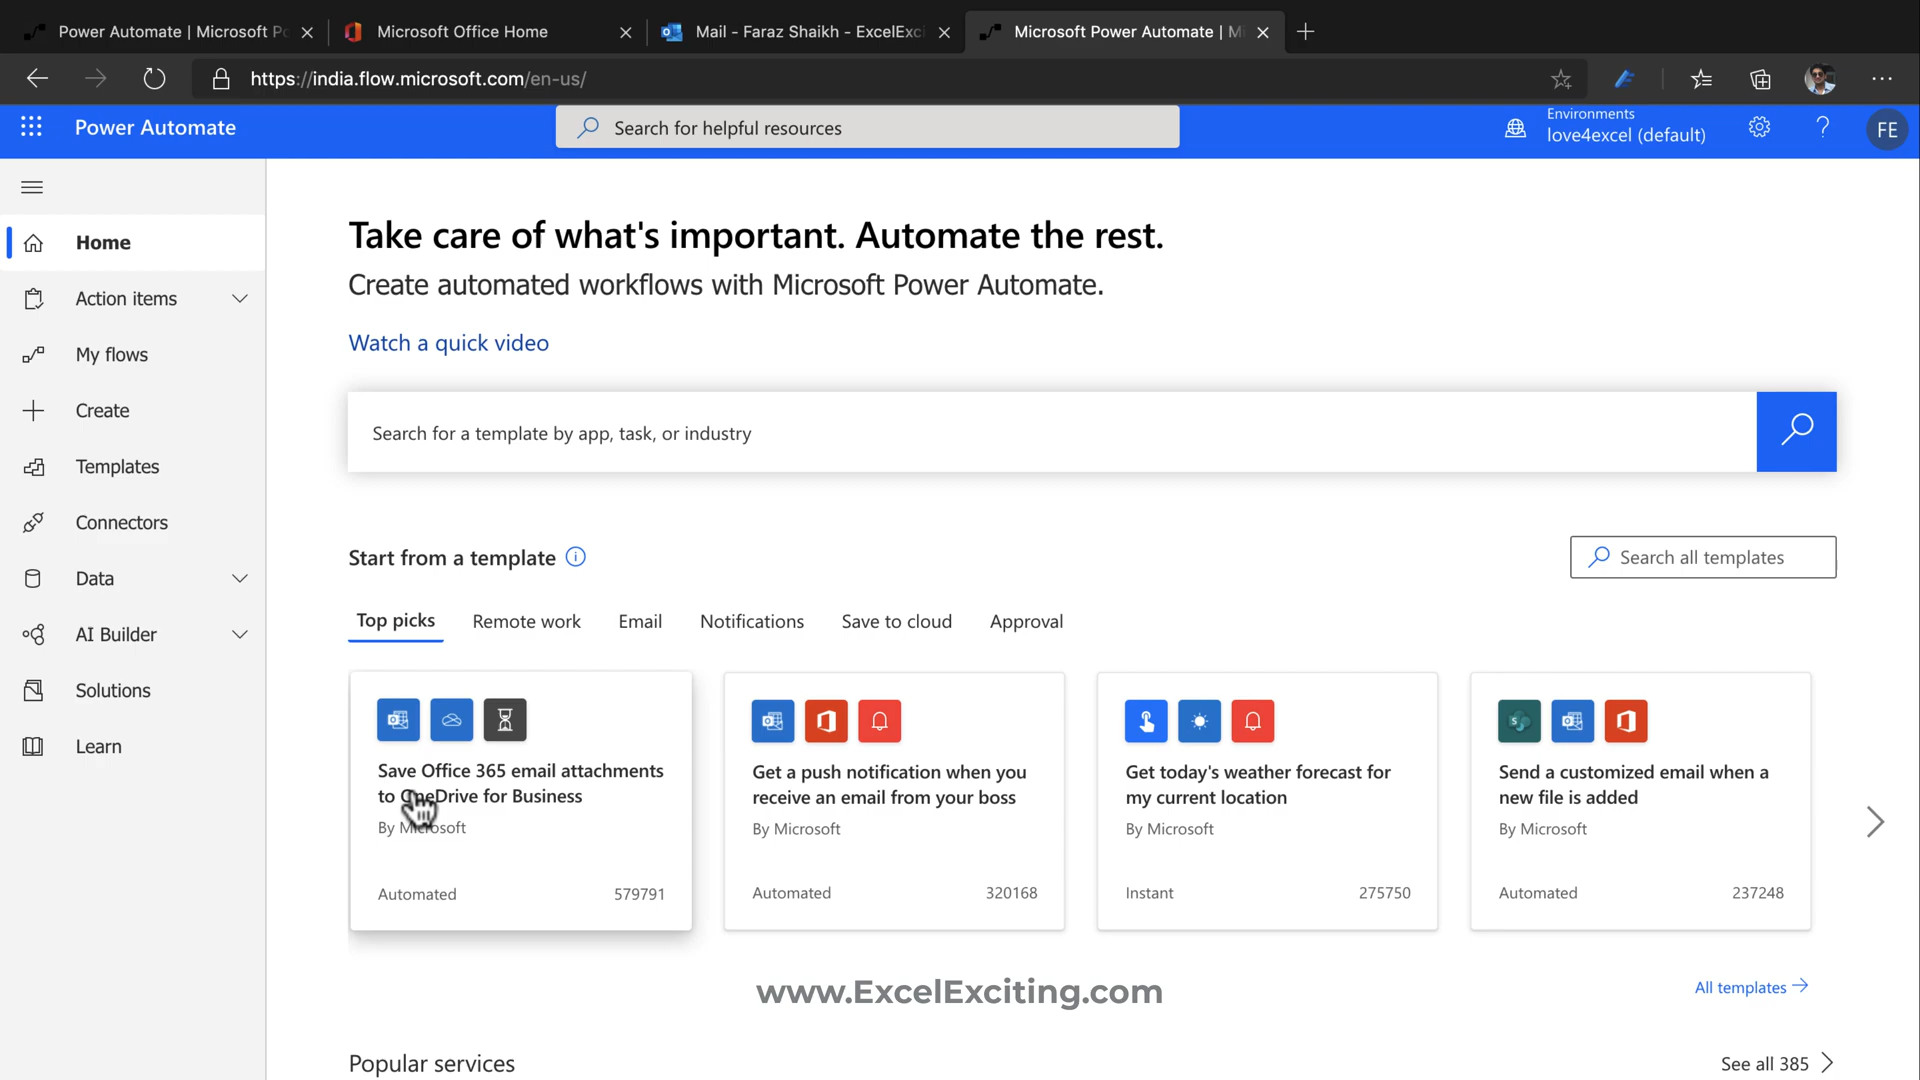 Power Automate | Microsoft Po
Microsoft Office Home
Mail - Faraz Shaikh - ExcelExci
Microsoft Power Automate | M
https://india.flow.microsoft.com/en-us/
Power Automate
Search for helpful resources
Environments
love4excel (default)
?
FE
Home
Action items
My flows
Create
Templates
Connectors
Data
AI Builder
Solutions
Learn
Take care of what's important. Automate the rest.
Create automated workflows with Microsoft Power Automate.
Watch a quick video
Search for a template by app, task, or industry
Start from a template
Search all templates
Top picks
Remote work
Email
Notifications
Save to cloud
Approval
Save Office 365 email attachments
to OneDrive for Business
By Microsoft
Automated
579791
Get a push notification when you
receive an email from your boss
By Microsoft
Automated
320168
Get today's weather forecast for
my current location
By Microsoft
Instant
275750
Send a customized email when a
new file is added
By Microsoft
Automated
237248
www.ExcelExciting.com
All templates
Popular services
See all 385